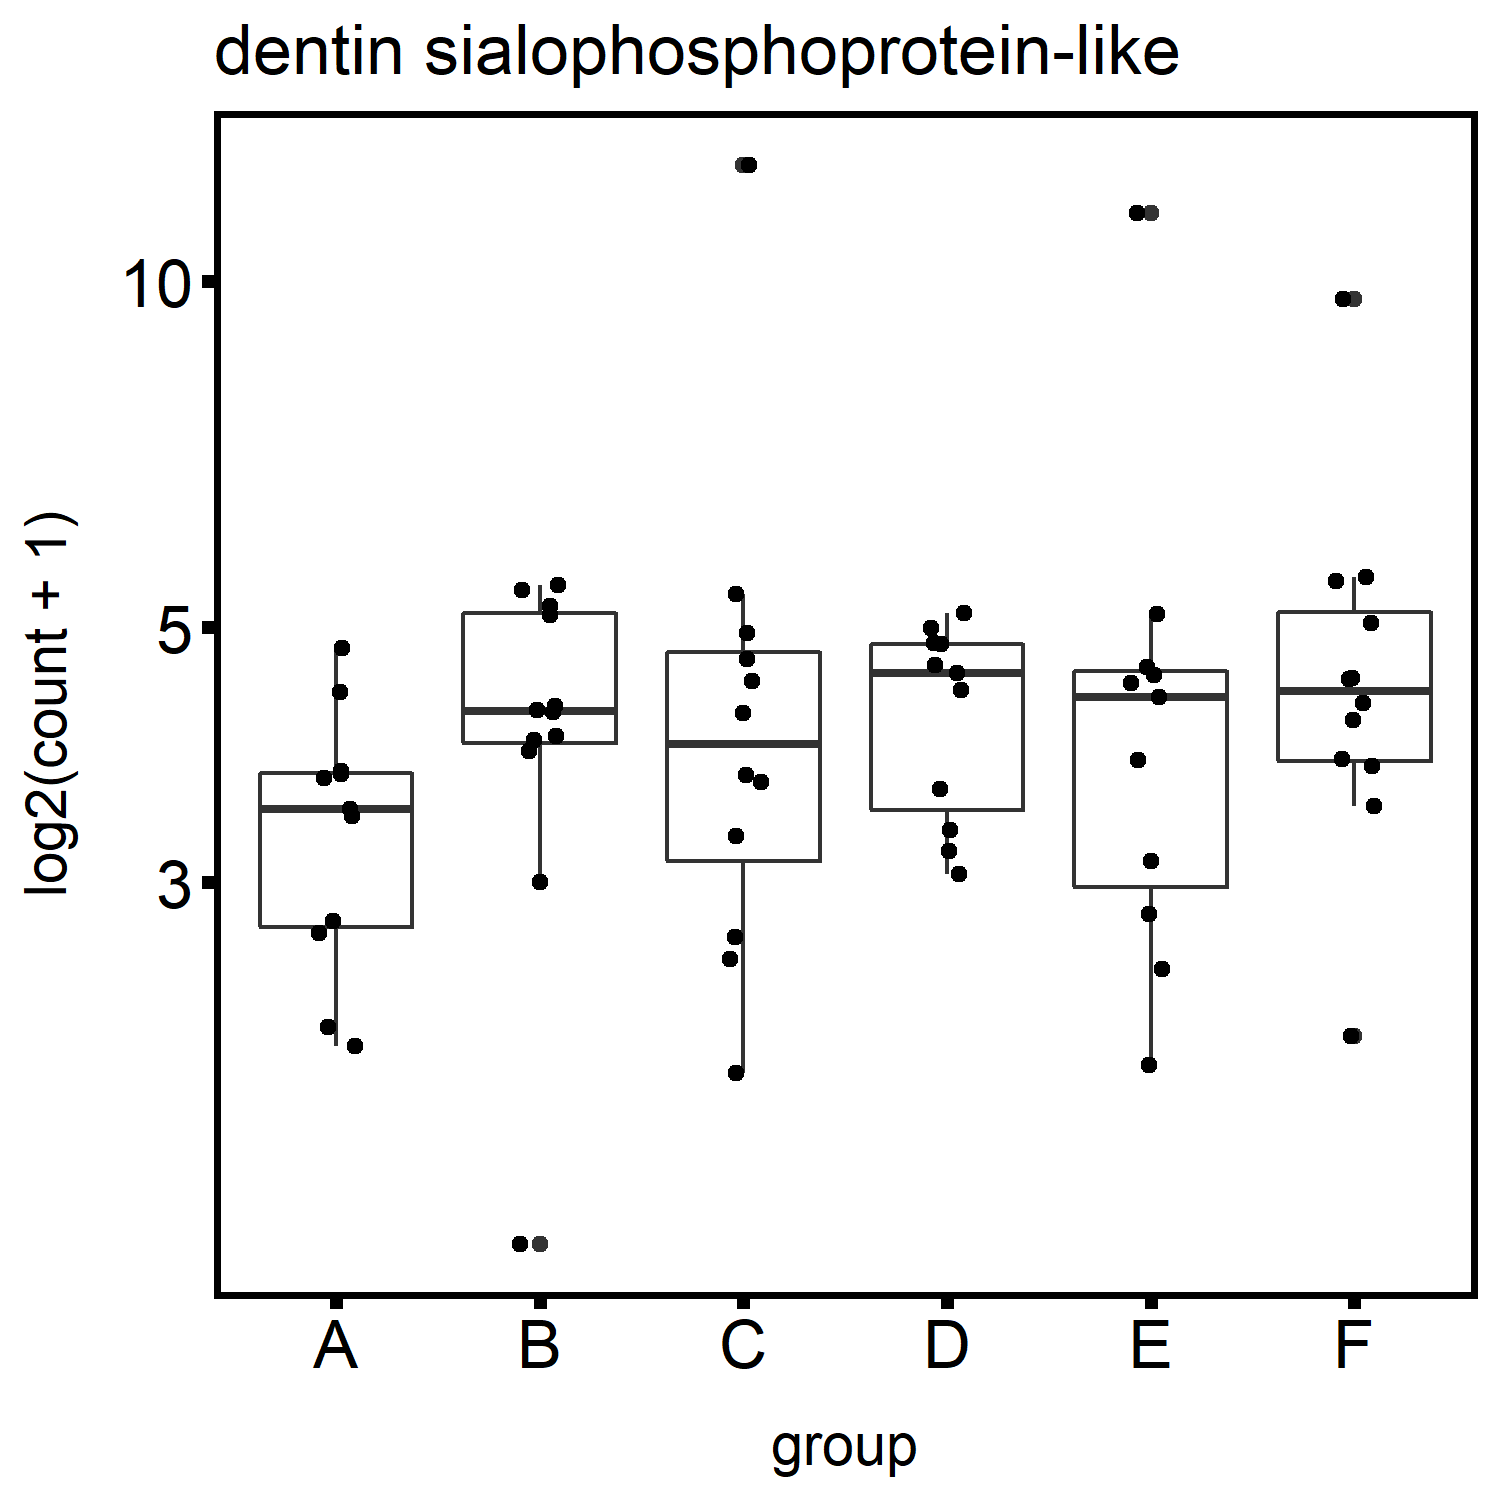 dentin sialophosphoprotein-like
log2(count + 1)
10
5
3
A B C D E F
group